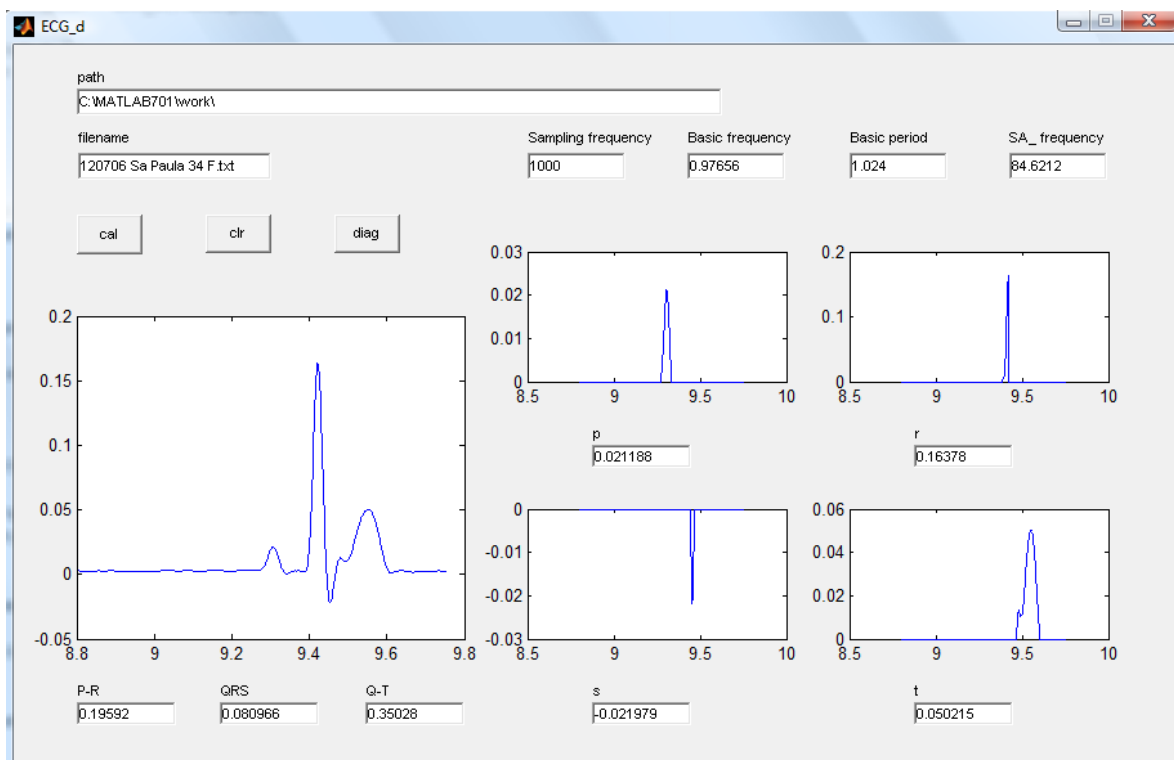 ECG_d
path
C:\MATLAB701\work\
filename Sampling frequency Basic frequency Basic period SA_ frequency
120706 Sa Paula 34 F.txt 1000 0.97656 1.024 84.6212
cal clr diag
0.2
0.15
0.1
0.05
0
-0.05
8.8 9 9.2 9.4 9.6 9.8
0.03
0.02
0.01
0
8.5 9 9.5 10
p
0.021188
0.2
0.1
0
8.5 9 9.5 10
r
0.16378
0
-0.01
-0.02
-0.03
8.5 9 9.5 10
0.06
0.04
0.02
0
8.5 9 9.5 10
P-R QRS Q-T s t
0.19592 0.080966 0.35028 -0.021979 0.050215